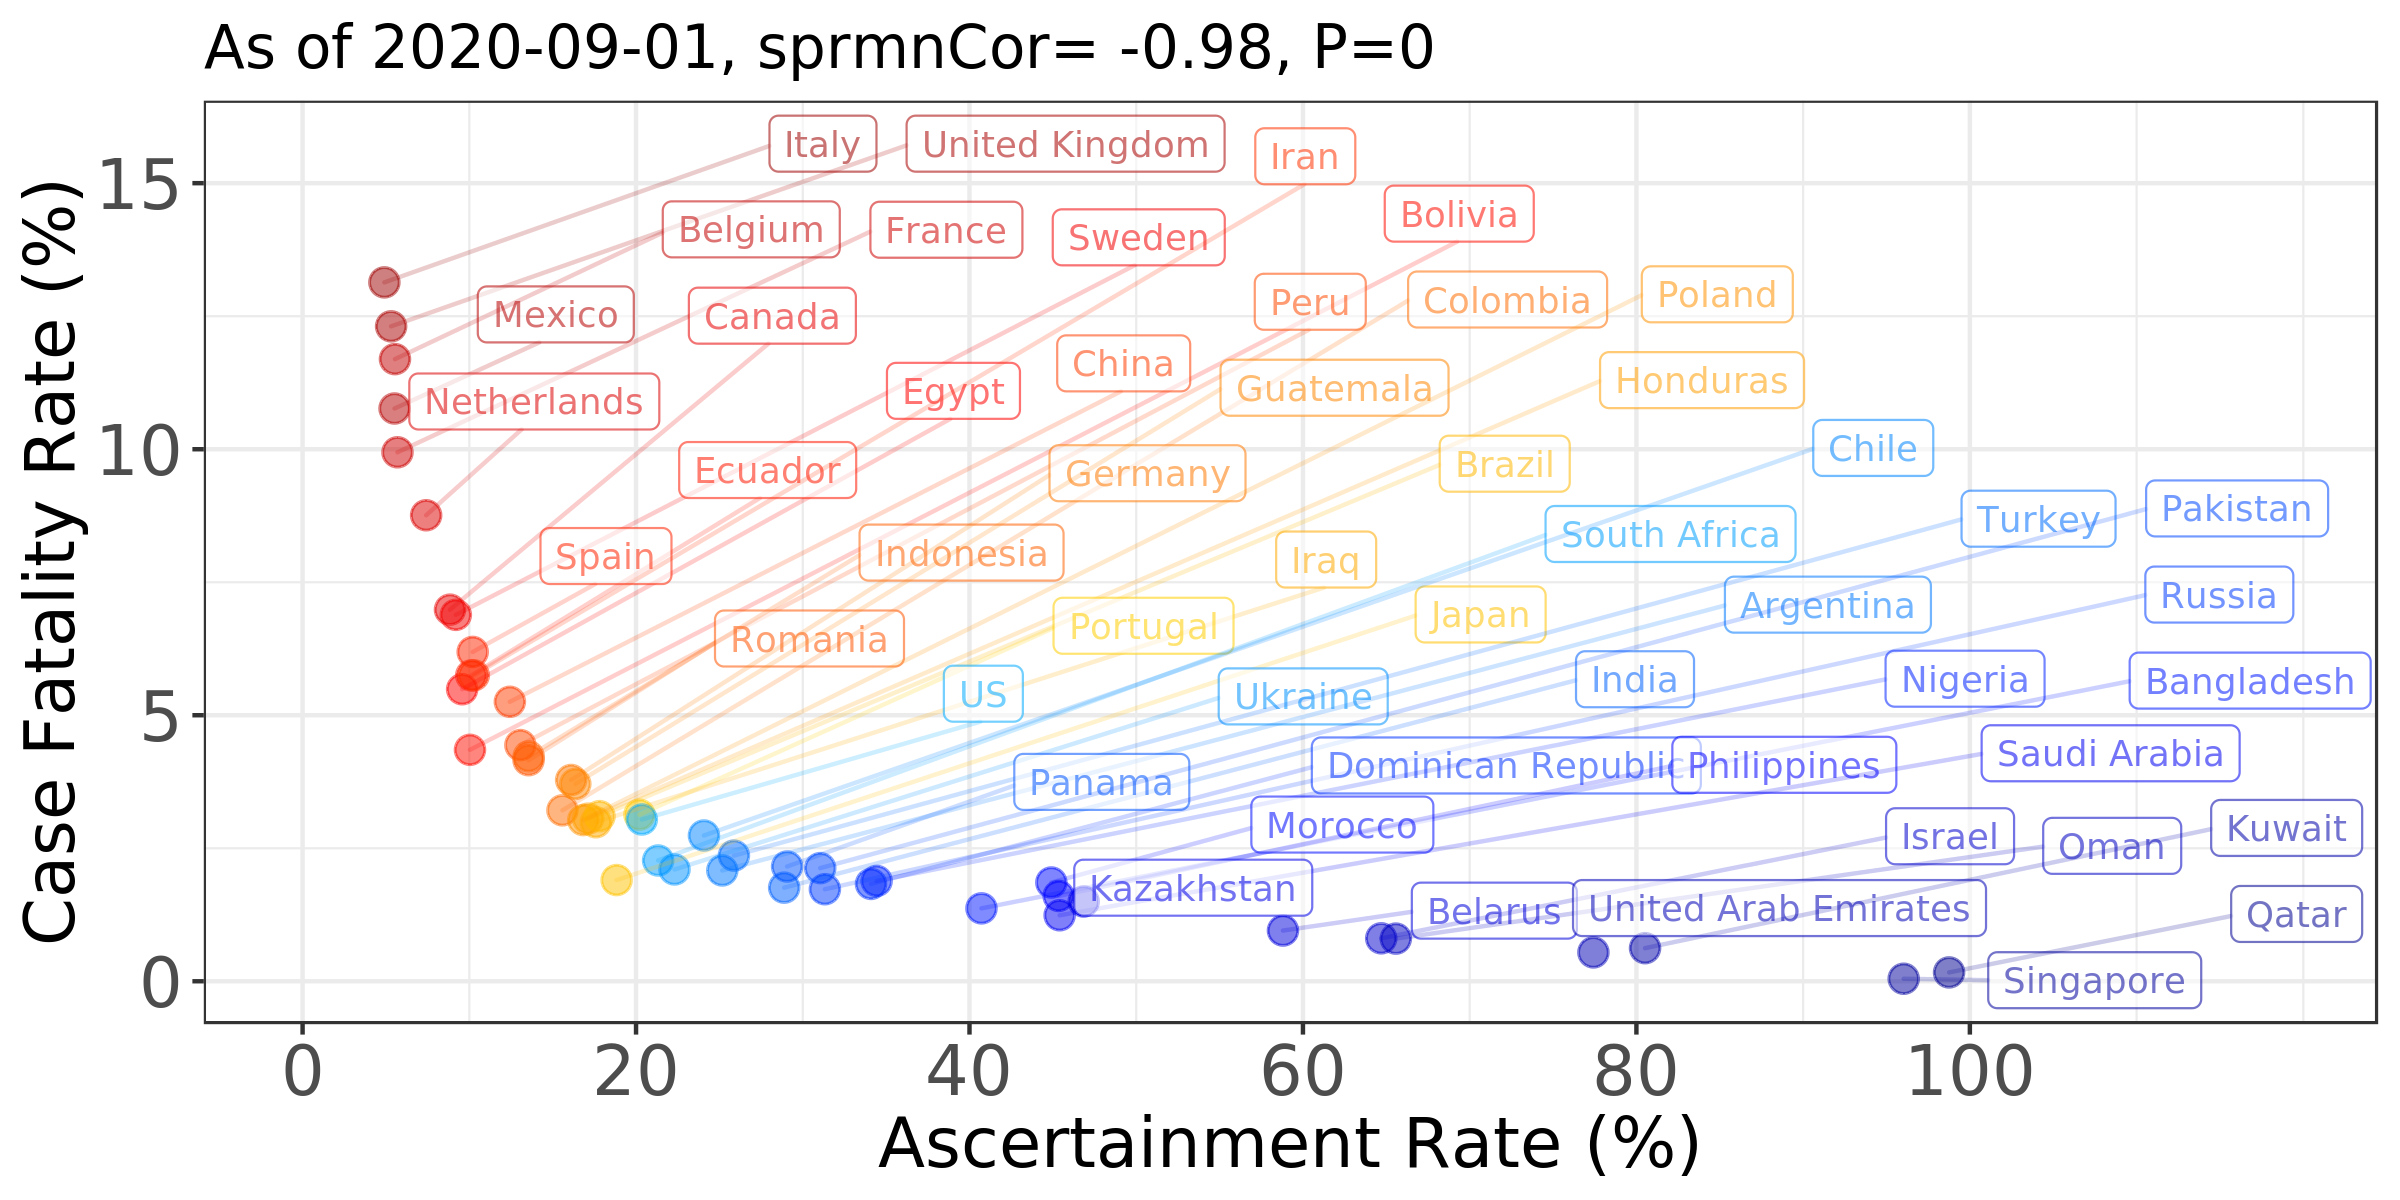 As of 2020-09-01, sprmnCor= -0.98, P=0
Case Fatality Rate (%)
15
10
5
0
Italy
United Kingdom
Iran
Bolivia
Belgium
France
Sweden
Mexico
Canada
Peru
Colombia
Poland
Netherlands
Egypt
China
Guatemala
Honduras
Ecuador
Germany
Brazil
Chile
Spain
Indonesia
Iraq
South Africa
Turkey
Pakistan
Romania
Portugal
Japan
Argentina
Russia
US
Ukraine
India
Nigeria
Bangladesh
Panama
Dominican Republic
Philippines
Saudi Arabia
Morocco
Israel
Oman
Kuwait
Kazakhstan
Belarus
United Arab Emirates
Qatar
Singapore
0 20 40 60 80 100
Ascertainment Rate (%)